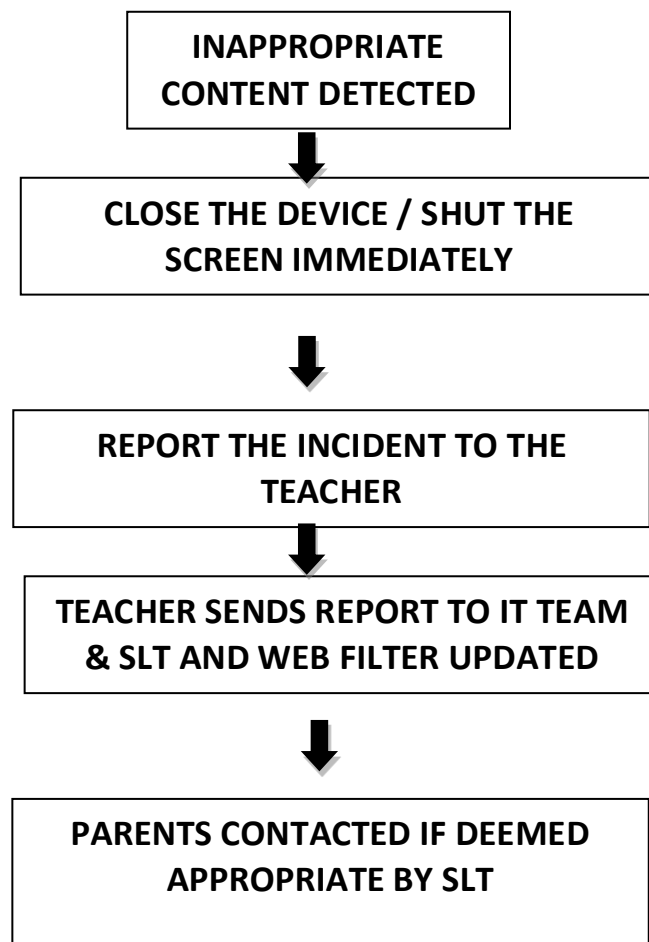 INAPPROPRIATE
CONTENT DETECTED
CLOSE THE DEVICE / SHUT THE
SCREEN IMMEDIATELY
REPORT THE INCIDENT TO THE
TEACHER
TEACHER SENDS REPORT TO IT TEAM
& SLT AND WEB FILTER UPDATED
PARENTS CONTACTED IF DEEMED
APPROPRIATE BY SLT